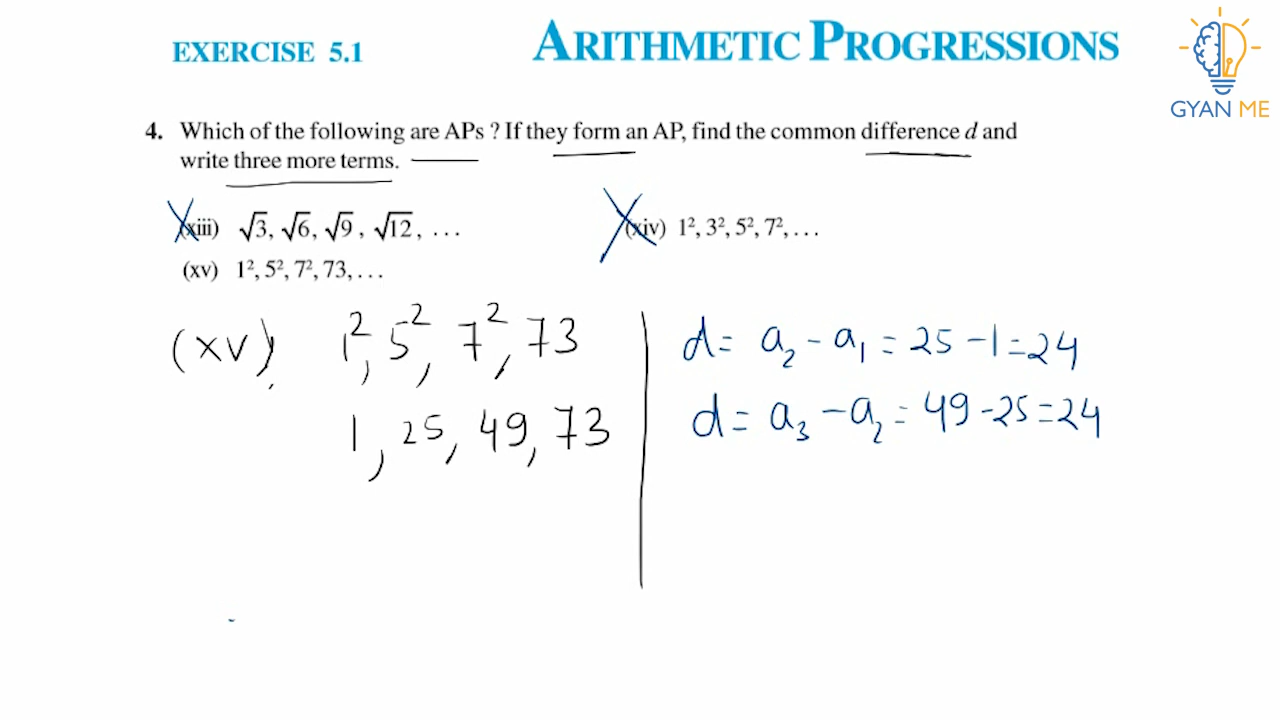 EXERCISE 5.1
ARITHMETIC PROGRESSIONS
GYAN ME
4. Which of the following are APs ? If they form an AP, find the common difference d and
write three more terms.
(xiii) √3, √6, √9 , √12, ...
(xiv) 1², 3², 5², 7², ...
(xv) 1², 5², 7², 73, ...
(xv) 1², 5², 7², 73
1, 25, 49, 73
d = a₂ - a₁ = 25 - 1 = 24
d = a₃ - a₂ = 49 - 25 = 24